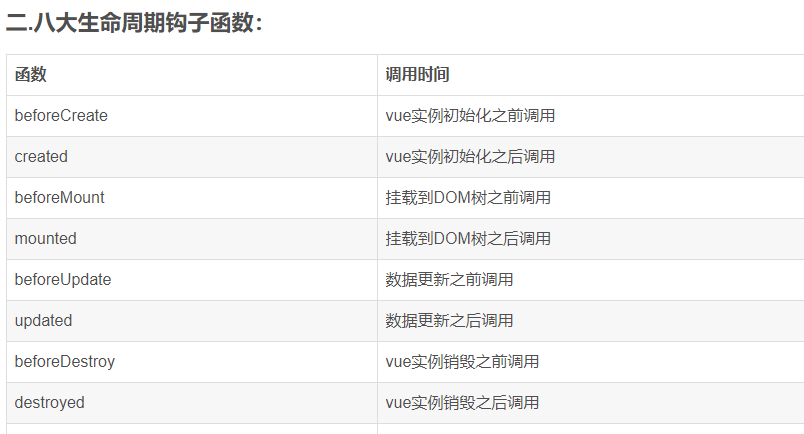 二.八大生命周期钩子函数：
函数 调用时间
beforeCreate vue实例初始化之前调用
created vue实例初始化之后调用
beforeMount 挂载到DOM树之前调用
mounted 挂载到DOM树之后调用
beforeUpdate 数据更新之前调用
updated 数据更新之后调用
beforeDestroy vue实例销毁之前调用
destroyed vue实例销毁之后调用